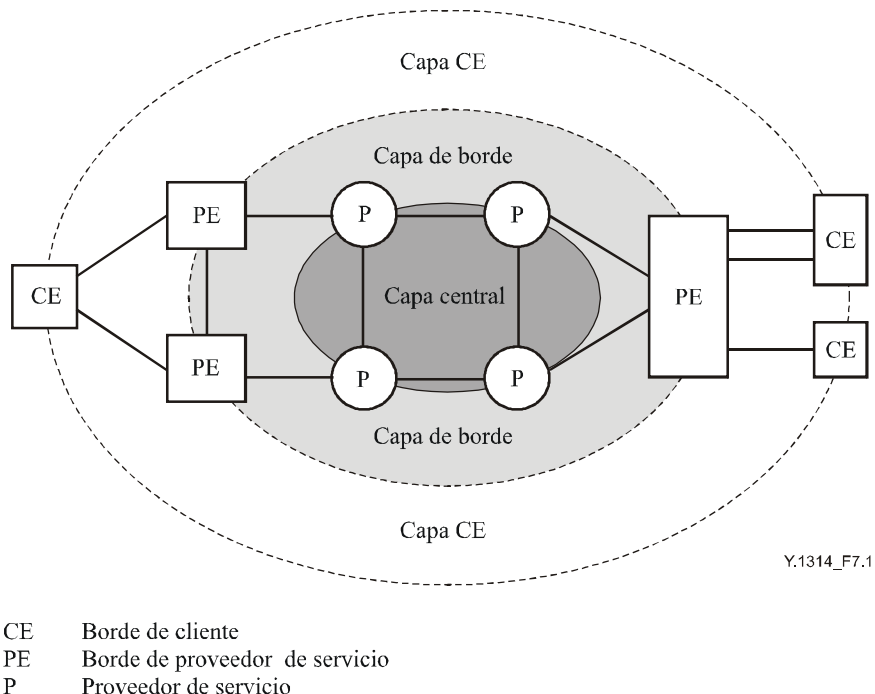 Capa CE
Capa de borde
PE
P
P
CE
CE
Capa central
PE
CE
PE
P
P
Capa de borde
Capa CE
Y.1314_F7.1
CE Borde de cliente
PE Borde de proveedor de servicio
P Proveedor de servicio